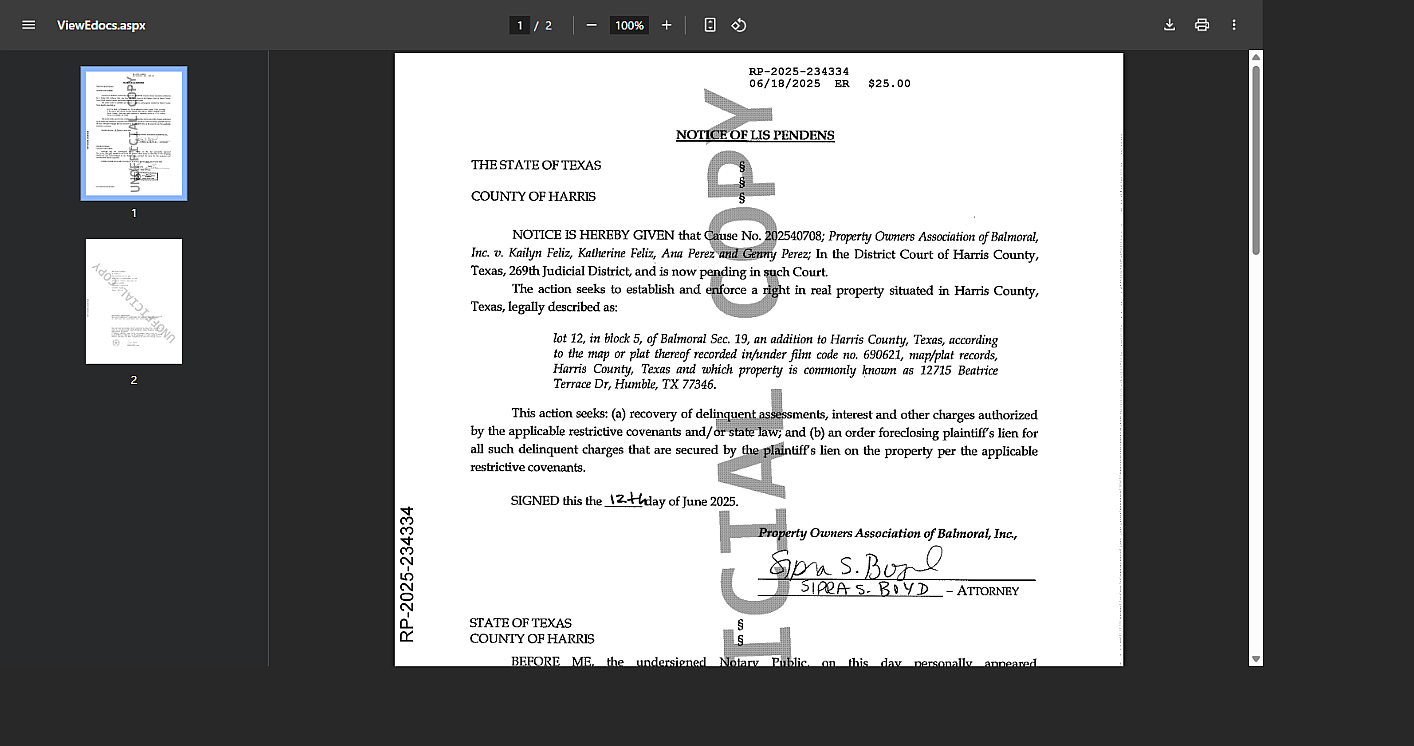 ViewEdocs.aspx
1 / 2
100%
1
2
RP-2025-234334
06/18/2025 ER $25.00
NOTICE OF LIS PENDENS
THE STATE OF TEXAS §
§
COUNTY OF HARRIS §
NOTICE IS HEREBY GIVEN that Cause No. 202540708; Property Owners Association of Balmoral,
Inc. v. Kailyn Feliz, Katherine Feliz, Ana Perez and Genny Perez; In the District Court of Harris County,
Texas, 269th Judicial District, and is now pending in such Court.
The action seeks to establish and enforce a right in real property situated in Harris County,
Texas, legally described as:
lot 12, in block 5, of Balmoral Sec. 19, an addition to Harris County, Texas, according
to the map or plat thereof recorded in/under film code no. 690621, map/plat records,
Harris County, Texas and which property is commonly known as 12715 Beatrice
Terrace Dr, Humble, TX 77346.
This action seeks: (a) recovery of delinquent assessments, interest and other charges authorized
by the applicable restrictive covenants and/or state law; and (b) an order foreclosing plaintiff's lien for
all such delinquent charges that are secured by the plaintiff's lien on the property per the applicable
restrictive covenants.
SIGNED this the 12th day of June 2025.
Property Owners Association of Balmoral, Inc.,
Sipra S. Boyd
SIPRA S. BOYD – ATTORNEY
STATE OF TEXAS §
COUNTY OF HARRIS §
BEFORE ME, the undersigned Notary Public, on this day personally appeared
RP-2025-234334
ICIAL COPY
UNOFFICIAL COPY
UNOFFICIAL COPY